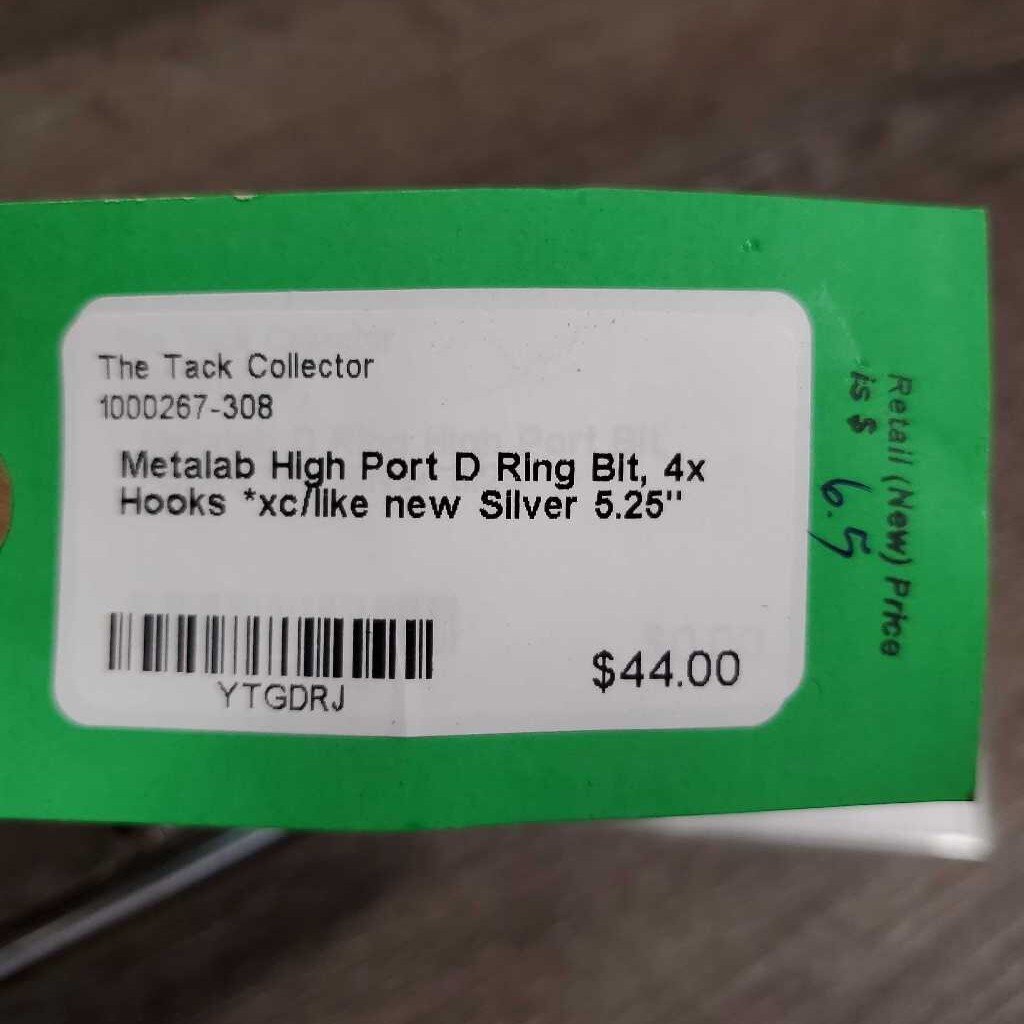 The Tack Collector
1000267-308
Metalab High Port D Ring Bit, 4x
Hooks *xc/like new Silver 5.25"
YTGDRJ
$44.00
Retail (New) Price
is $ 65